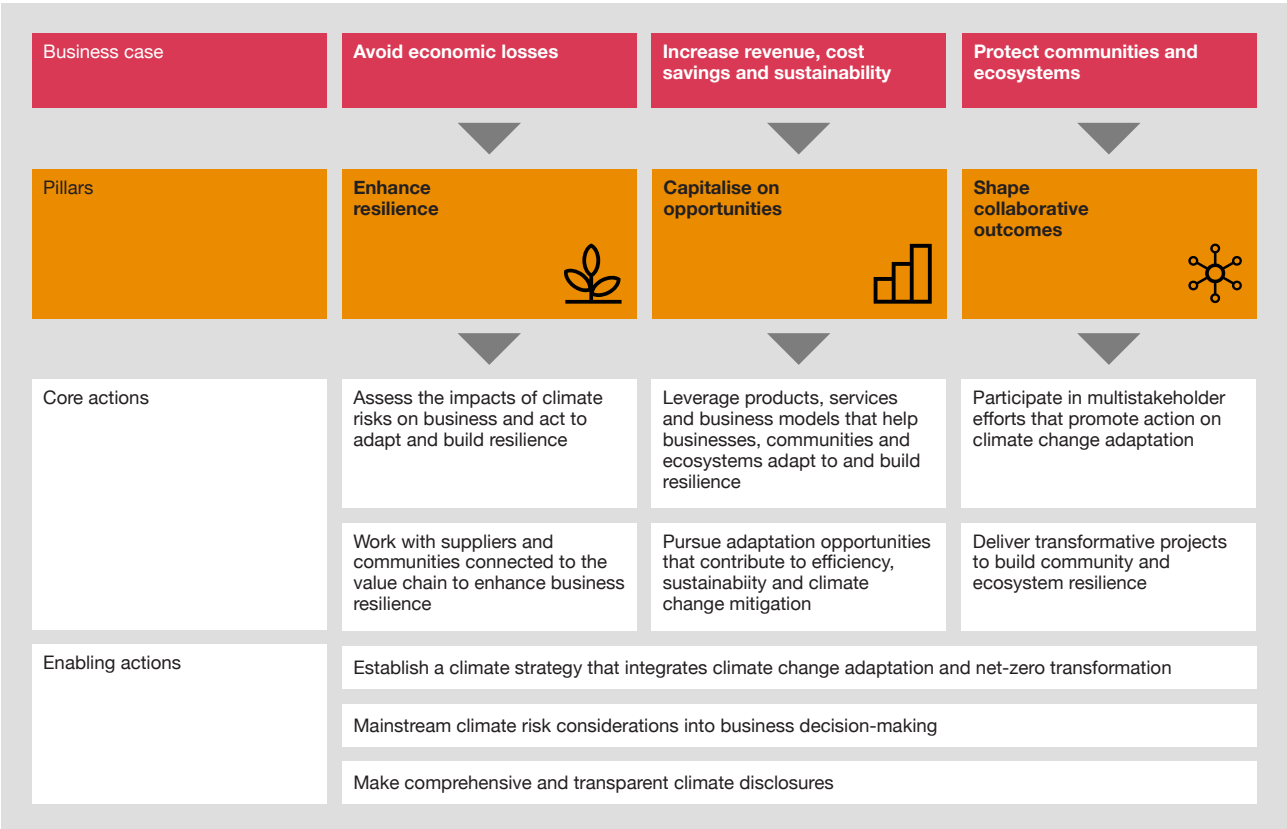 Business case
Avoid economic losses
Increase revenue, cost
savings and sustainability
Protect communities and
ecosystems
Pillars
Enhance
resilience
Capitalise on
opportunities
Shape
collaborative
outcomes
Core actions
Assess the impacts of climate
risks on business and act to
adapt and build resilience
Leverage products, services
and business models that help
businesses, communities and
ecosystems adapt to and build
resilience
Participate in multistakeholder
efforts that promote action on
climate change adaptation
Work with suppliers and
communities connected to the
value chain to enhance business
resilience
Pursue adaptation opportunities
that contribute to efficiency,
sustainabiity and climate
change mitigation
Deliver transformative projects
to build community and
ecosystem resilience
Enabling actions
Establish a climate strategy that integrates climate change adaptation and net-zero transformation
Mainstream climate risk considerations into business decision-making
Make comprehensive and transparent climate disclosures